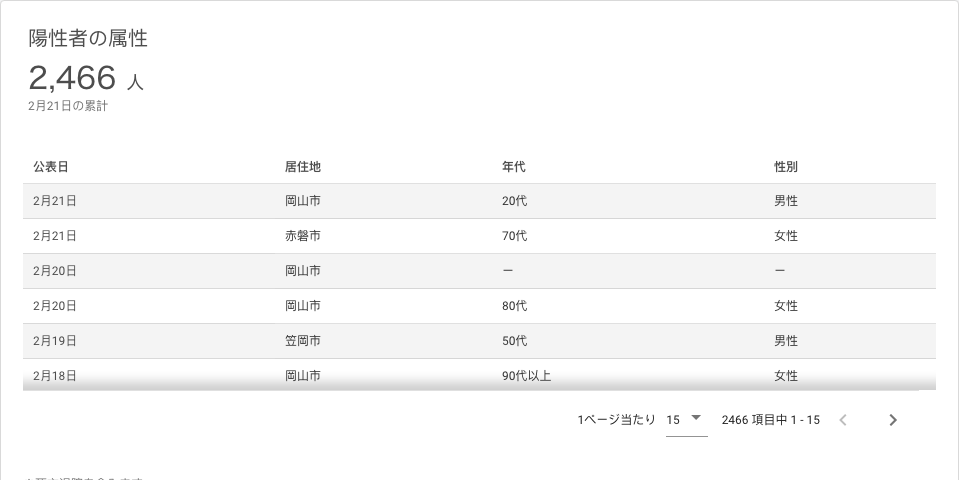 陽性者の属性
2,466 人
2月21日の累計
公表日 居住地 年代 性別
2月21日 岡山市 20代 男性
2月21日 赤磐市 70代 女性
2月20日 岡山市 ー ー
2月20日 岡山市 80代 女性
2月19日 笠岡市 50代 男性
2月18日 岡山市 90代以上 女性
1ページ当たり 15 2466 項目中 1 - 15